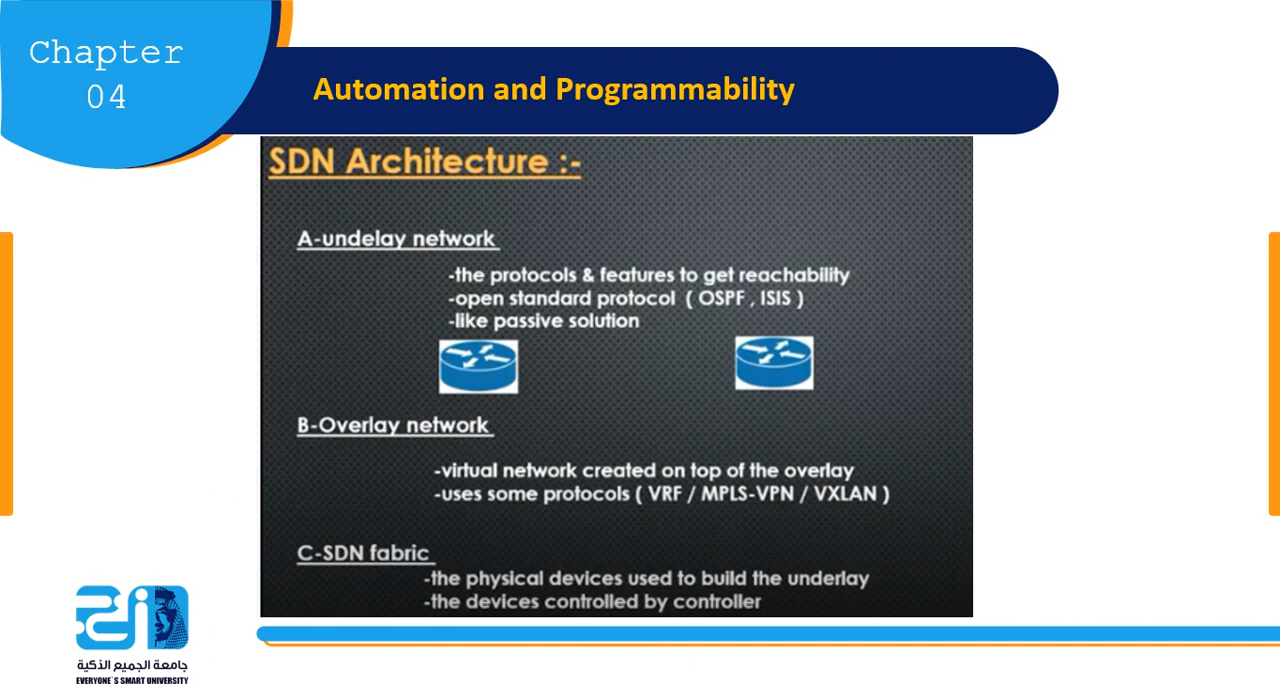 Chapter
04
Automation and Programmability
SDN Architecture :-
A-undelay network
-the protocols & features to get reachability
-open standard protocol ( OSPF , ISIS )
-like passive solution
B-Overlay network
-virtual network created on top of the overlay
-uses some protocols ( VRF / MPLS-VPN / VXLAN )
C-SDN fabric
-the physical devices used to build the underlay
-the devices controlled by controller
جامعة الجميع الذكية
EVERYONE`S SMART UNIVERSITY